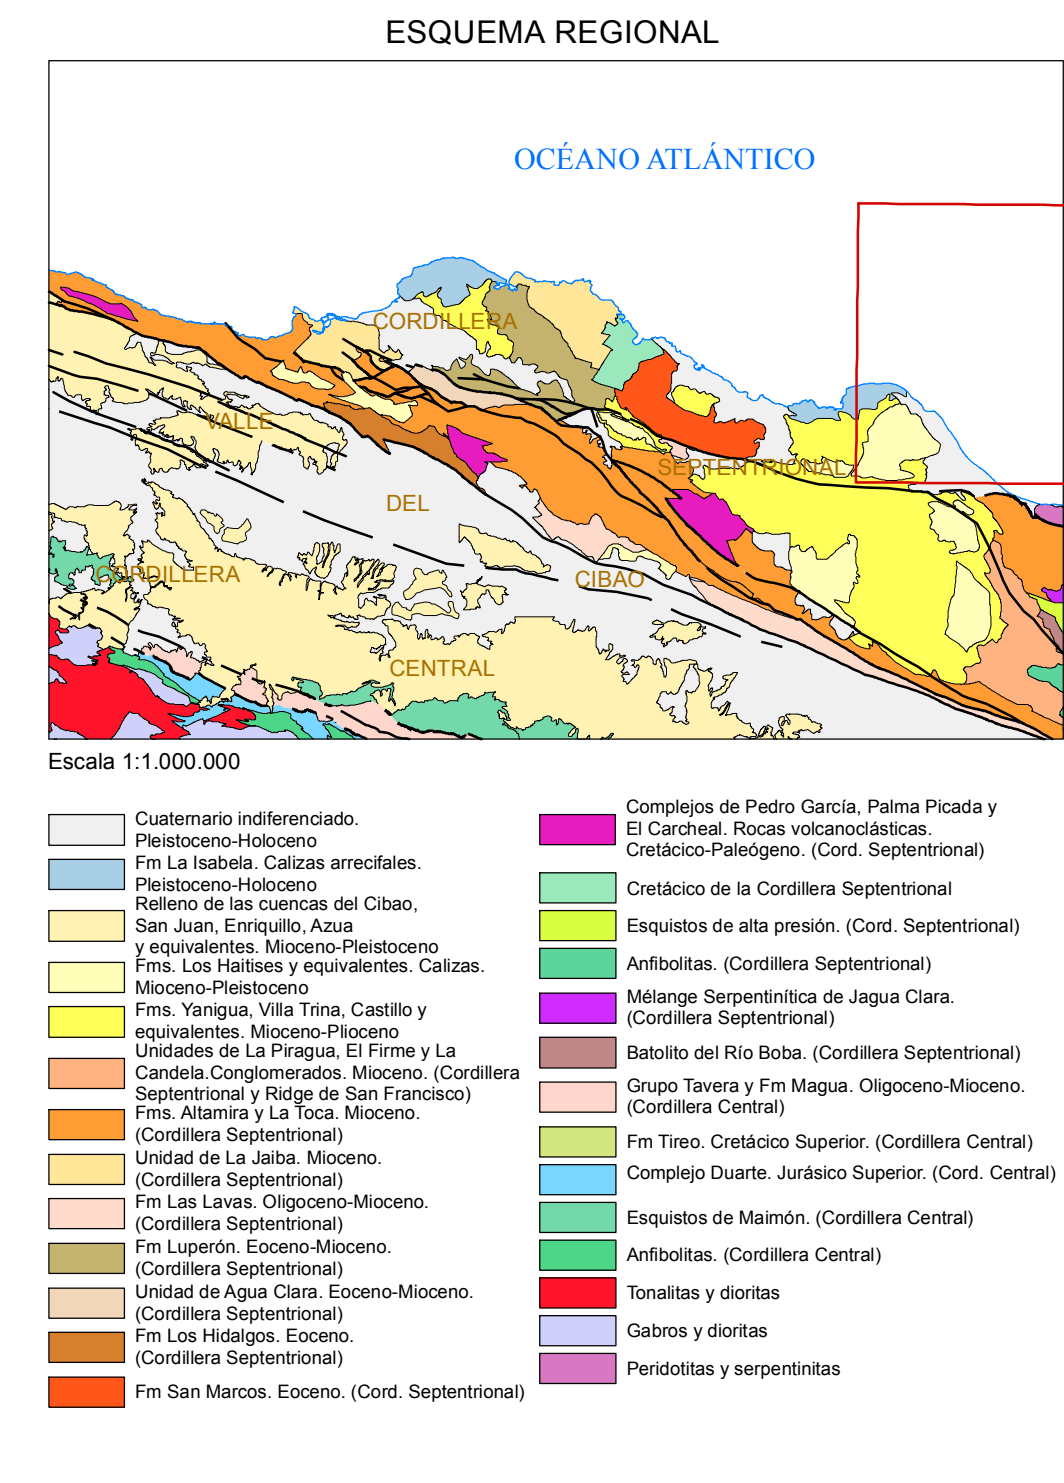 ESQUEMA REGIONAL
OCÉANO ATLÁNTICO
CORDILLERA
VALLE
SEPTENTRIONAL
DEL
CORDILLERA
CIBAO
CENTRAL
Escala 1:1.000.000
Cuaternario indiferenciado.
Pleistoceno-Holoceno
Fm La Isabela. Calizas arrecifales.
Pleistoceno-Holoceno
Relleno de las cuencas del Cibao,
San Juan, Enriquillo, Azua
y equivalentes. Mioceno-Pleistoceno
Fms. Los Haitises y equivalentes. Calizas.
Mioceno-Pleistoceno
Fms. Yanigua, Villa Trina, Castillo y
equivalentes. Mioceno-Plioceno
Unidades de La Piragua, El Firme y La
Candela.Conglomerados. Mioceno. (Cordillera
Septentrional y Ridge de San Francisco)
Fms. Altamira y La Toca. Mioceno.
(Cordillera Septentrional)
Unidad de La Jaiba. Mioceno.
(Cordillera Septentrional)
Fm Las Lavas. Oligoceno-Mioceno.
(Cordillera Septentrional)
Fm Luperón. Eoceno-Mioceno.
(Cordillera Septentrional)
Unidad de Agua Clara. Eoceno-Mioceno.
(Cordillera Septentrional)
Fm Los Hidalgos. Eoceno.
(Cordillera Septentrional)
Fm San Marcos. Eoceno. (Cord. Septentrional)
Complejos de Pedro García, Palma Picada y
El Carcheal. Rocas volcanoclásticas.
Cretácico-Paleógeno. (Cord. Septentrional)
Cretácico de la Cordillera Septentrional
Esquistos de alta presión. (Cord. Septentrional)
Anfibolitas. (Cordillera Septentrional)
Mélange Serpentinítica de Jagua Clara.
(Cordillera Septentrional)
Batolito del Río Boba. (Cordillera Septentrional)
Grupo Tavera y Fm Magua. Oligoceno-Mioceno.
(Cordillera Central)
Fm Tireo. Cretácico Superior. (Cordillera Central)
Complejo Duarte. Jurásico Superior. (Cord. Central)
Esquistos de Maimón. (Cordillera Central)
Anfibolitas. (Cordillera Central)
Tonalitas y dioritas
Gabros y dioritas
Peridotitas y serpentinitas